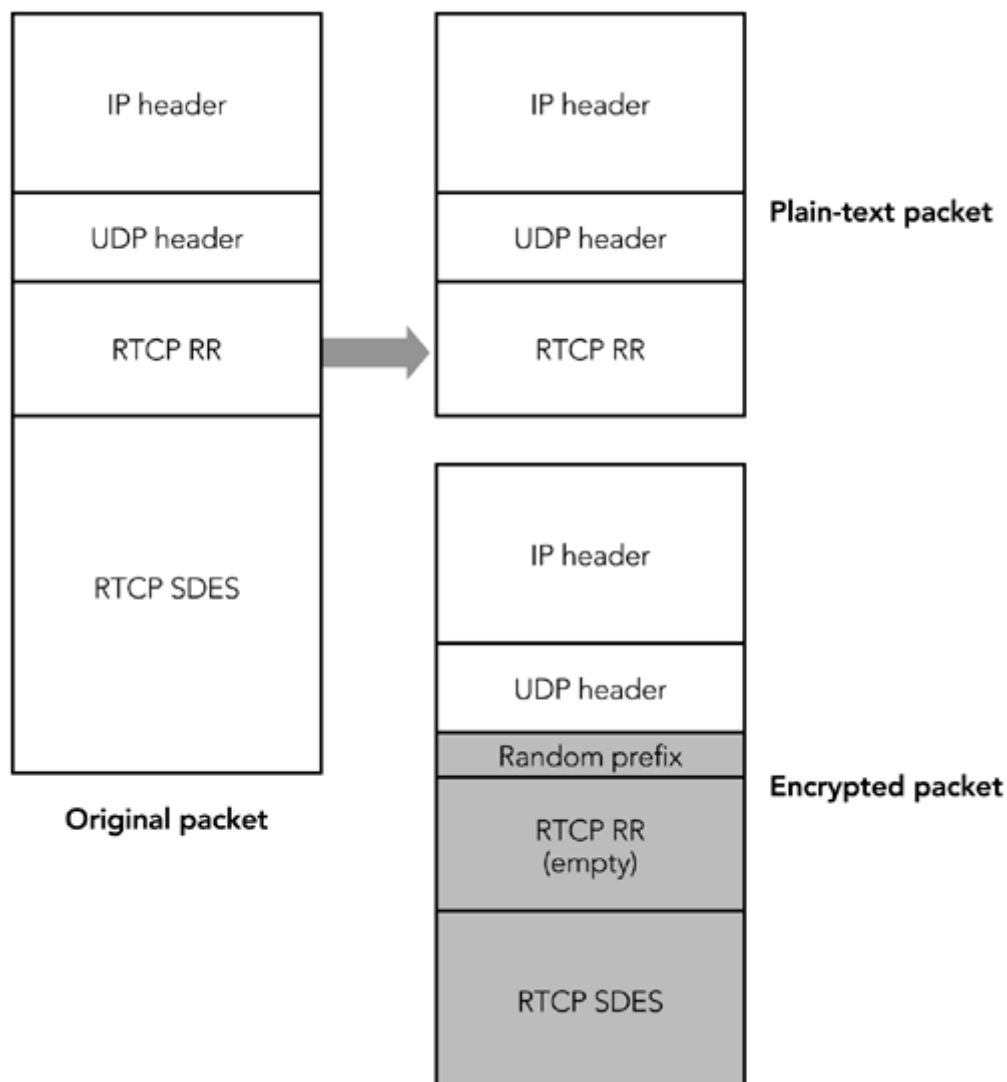 IP header
UDP header
RTCP RR
RTCP SDES
Original packet
IP header
UDP header
RTCP RR
Plain-text packet
IP header
UDP header
Random prefix
RTCP RR
(empty)
RTCP SDES
Encrypted packet